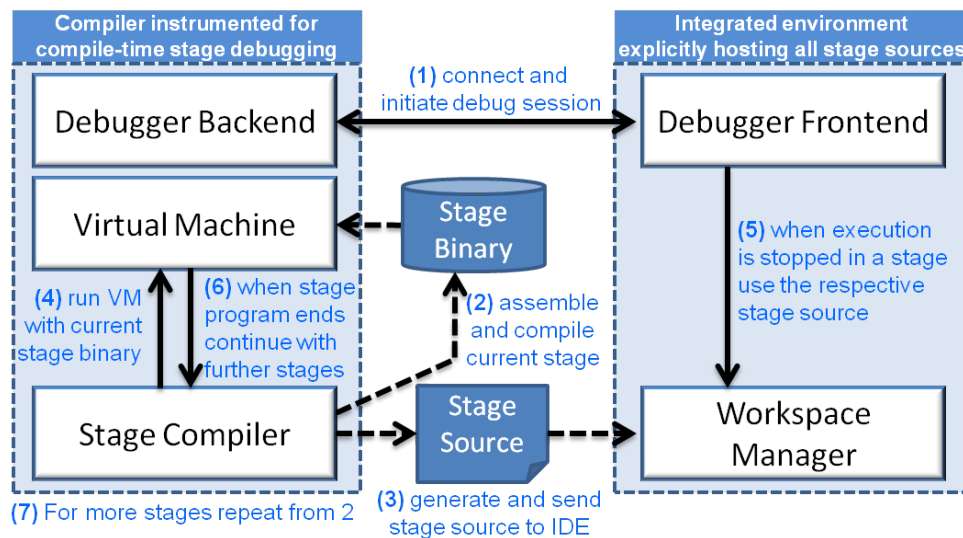 Compiler instrumented for
compile-time stage debugging
Integrated environment
explicitly hosting all stage sources
(1) connect and
initiate debug session
Debugger Backend
Debugger Frontend
Virtual Machine
Stage
Binary
(5) when execution
is stopped in a stage
use the respective
stage source
(4) run VM
with current
stage binary
(6) when stage
program ends
continue with
further stages
(2) assemble
and compile
current stage
Stage Compiler
Stage
Source
Workspace
Manager
(3) generate and send
stage source to IDE
(7) For more stages repeat from 2